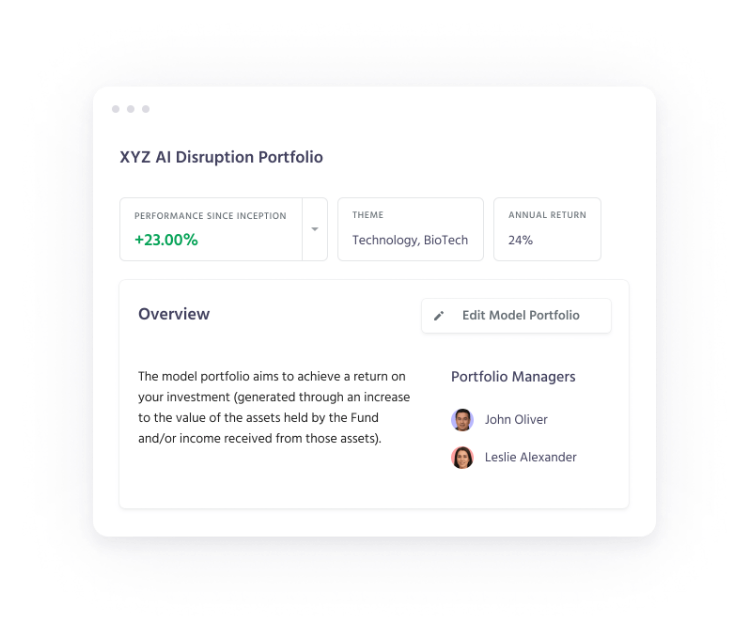 XYZ AI Disruption Portfolio
PERFORMANCE SINCE INCEPTION
+23.00%
THEME
Technology, BioTech
ANNUAL RETURN
24%
Overview
Edit Model Portfolio
The model portfolio aims to achieve a return on
your investment (generated through an increase
to the value of the assets held by the Fund
and/or income received from those assets).
Portfolio Managers
John Oliver
Leslie Alexander